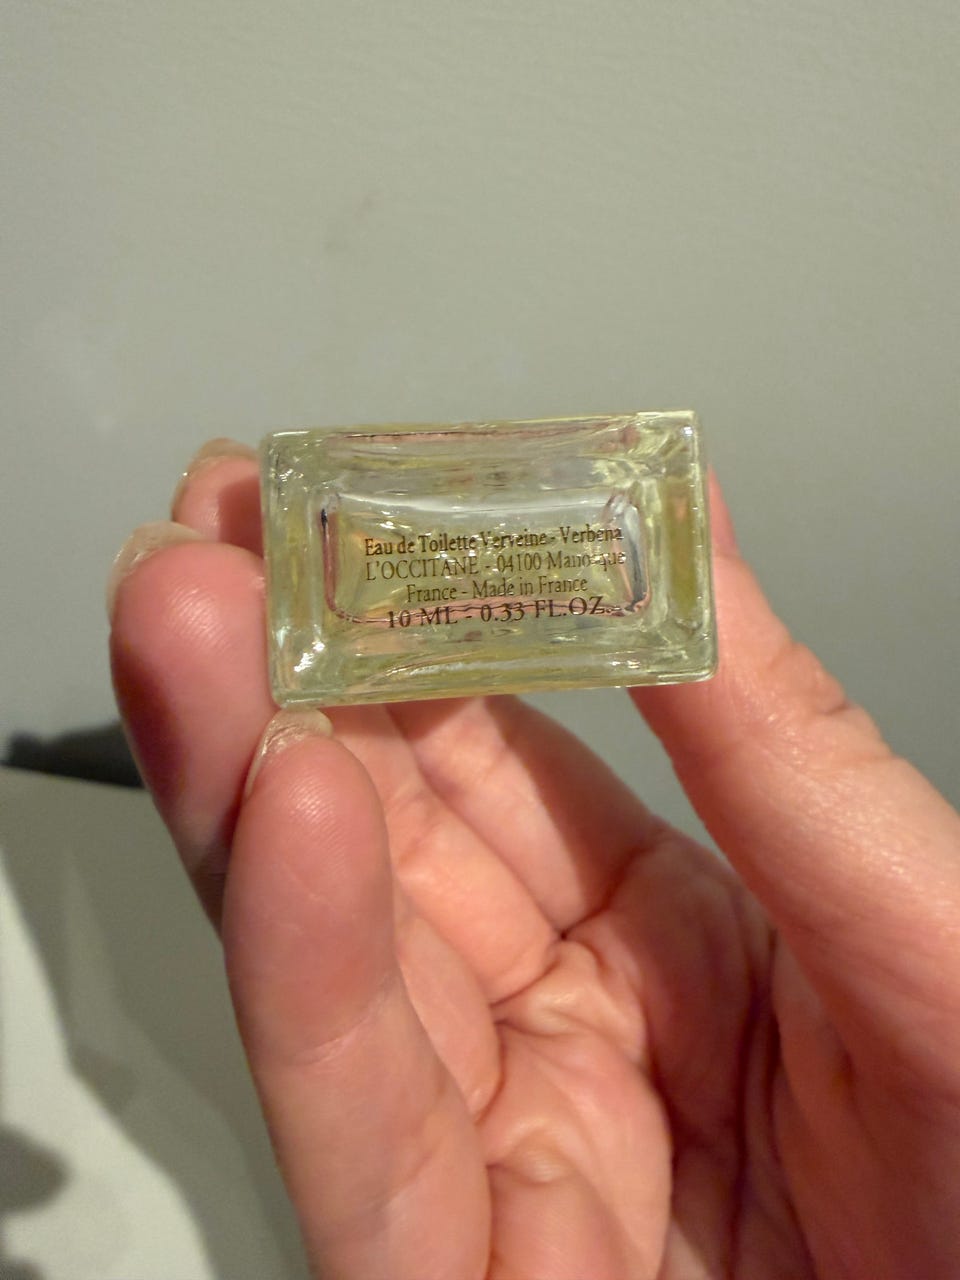 Eau de Toilette Verveine - Verbena
L'OCCITANE - 04100 Manosque
France - Made in France
10 ML - 0.33 FL.OZ.